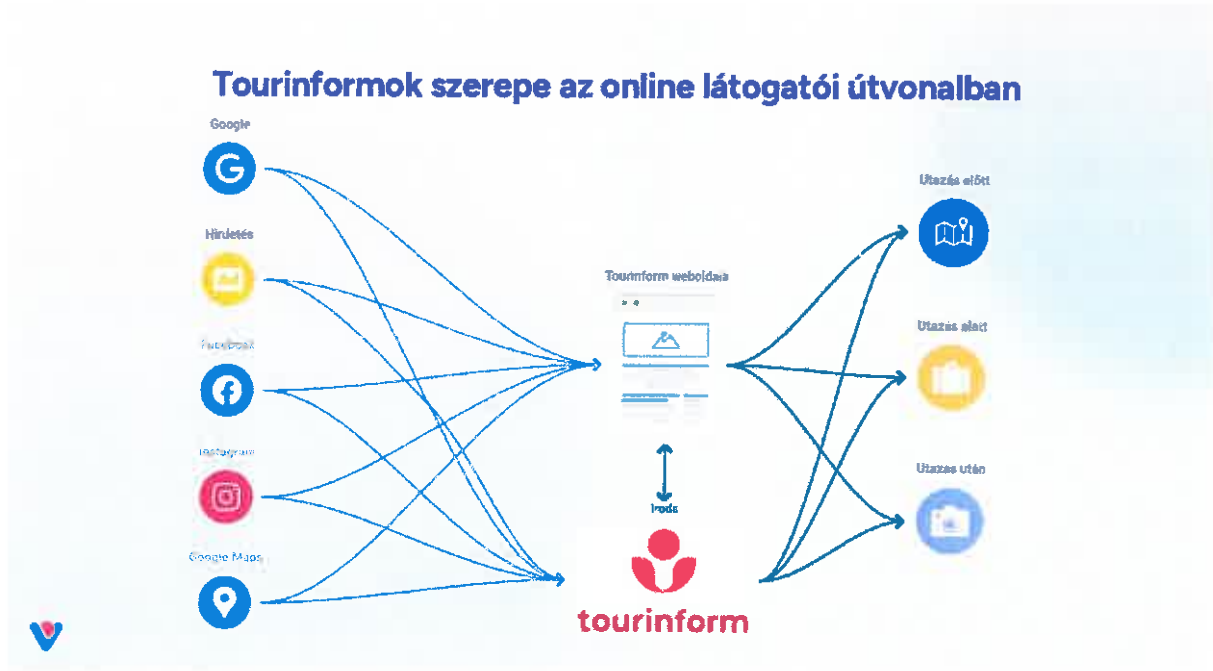 Tourinformok szerepe az online látogatói útvonalban
Google
Hirdetés
Facebook
Instagram
Google Maps
Tourinform weboldala
Iroda
tourinform
Utazás előtt
Utazás alatt
Utazás után